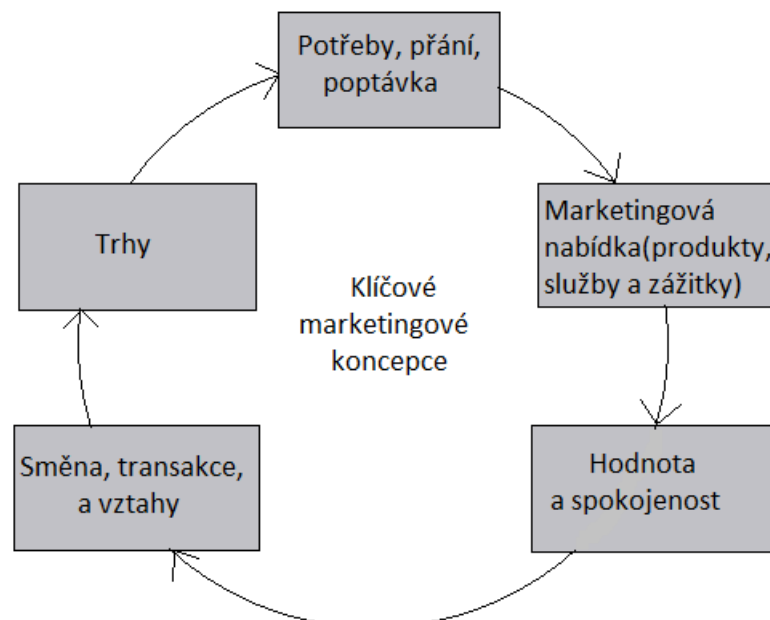 Potřeby, přání,
poptávka
Marketingová
nabídka(produkty,
služby a zážitky)
Trhy
Klíčové
marketingové
koncepce
Směna, transakce,
a vztahy
Hodnota
a spokojenost